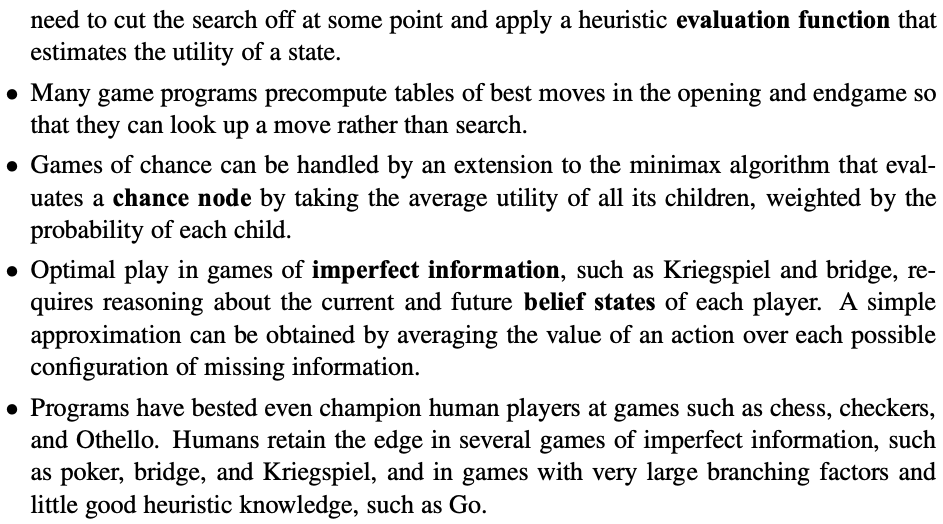 need to cut the search off at some point and apply a heuristic evaluation function that
estimates the utility of a state.
• Many game programs precompute tables of best moves in the opening and endgame so
that they can look up a move rather than search.
• Games of chance can be handled by an extension to the minimax algorithm that eval-
uates a chance node by taking the average utility of all its children, weighted by the
probability of each child.
• Optimal play in games of imperfect information, such as Kriegspiel and bridge, re-
quires reasoning about the current and future belief states of each player. A simple
approximation can be obtained by averaging the value of an action over each possible
configuration of missing information.
• Programs have bested even champion human players at games such as chess, checkers,
and Othello. Humans retain the edge in several games of imperfect information, such
as poker, bridge, and Kriegspiel, and in games with very large branching factors and
little good heuristic knowledge, such as Go.